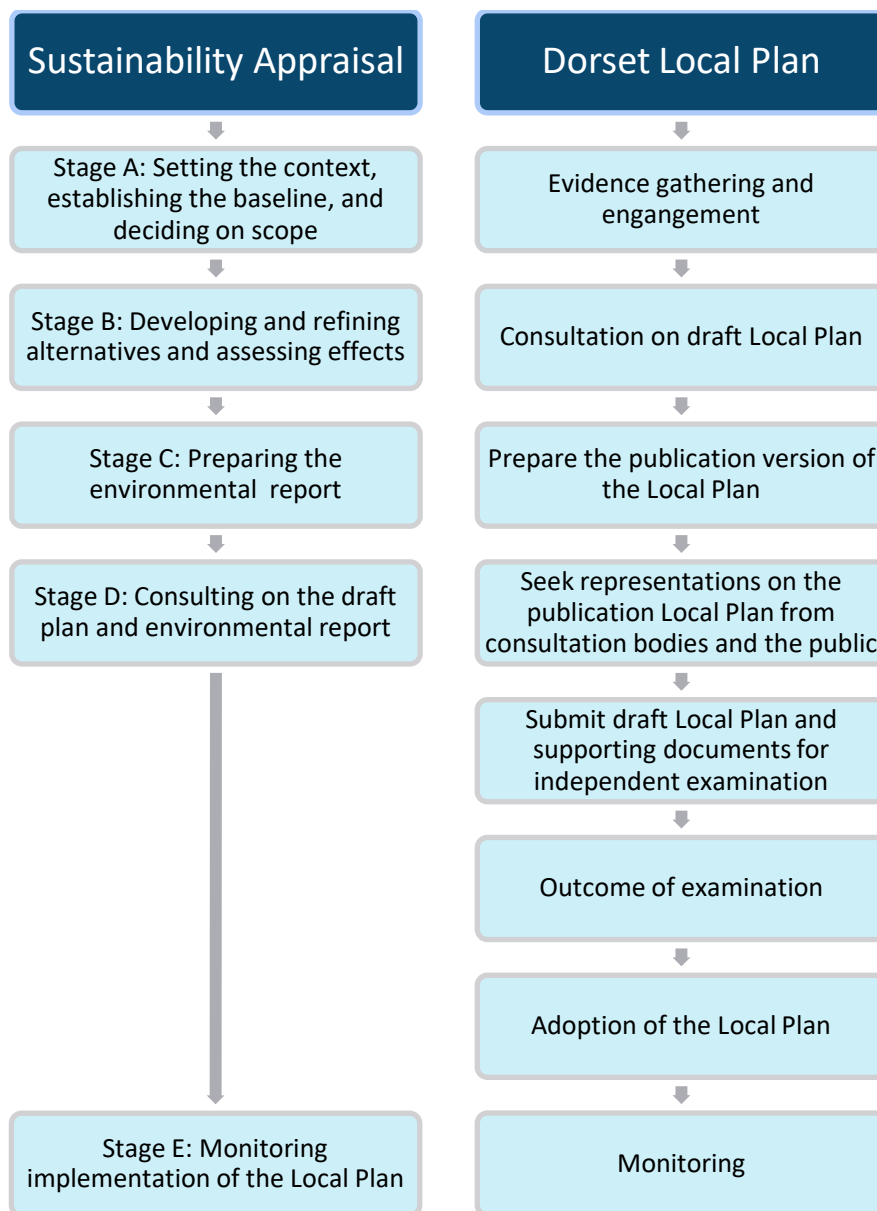 Sustainability Appraisal
Stage A: Setting the context,
establishing the baseline, and
deciding on scope
Stage B: Developing and refining
alternatives and assessing effects
Stage C: Preparing the
environmental report
Stage D: Consulting on the draft
plan and environmental report
Stage E: Monitoring
implementation of the Local Plan
Dorset Local Plan
Evidence gathering and
engangement
Consultation on draft Local Plan
Prepare the publication version of
the Local Plan
Seek representations on the
publication Local Plan from
consultation bodies and the public
Submit draft Local Plan and
supporting documents for
independent examination
Outcome of examination
Adoption of the Local Plan
Monitoring